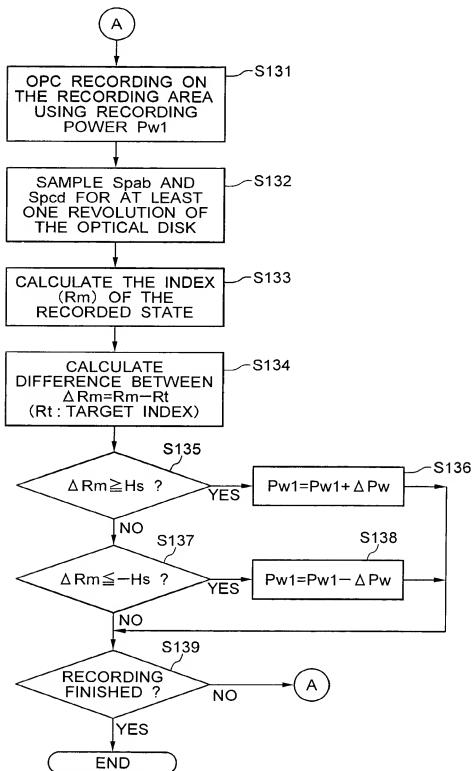 A
S131
OPC RECORDING ON
THE RECORDING AREA
USING RECORDING
POWER Pw1
S132
SAMPLE Spab and
Spcd FOR AT LEAST
ONE REVOLUTION OF
THE OPTICAL DISK
S133
CALCULATE THE INDEX
(Rm) OF THE
RECORDED STATE
S134
CALCULATE
DIFFERENCE BETWEEN
ΔRm=Rm−Rt
(Rt : TARGET INDEX)
S135
ΔRm≧Hs ?
YES
S136
Pw1=Pw1+ΔPw
NO
S137
ΔRm≦−Hs ?
YES
S138
Pw1=Pw1−ΔPw
NO
S139
RECORDING
FINISHED ?
NO
A
YES
END